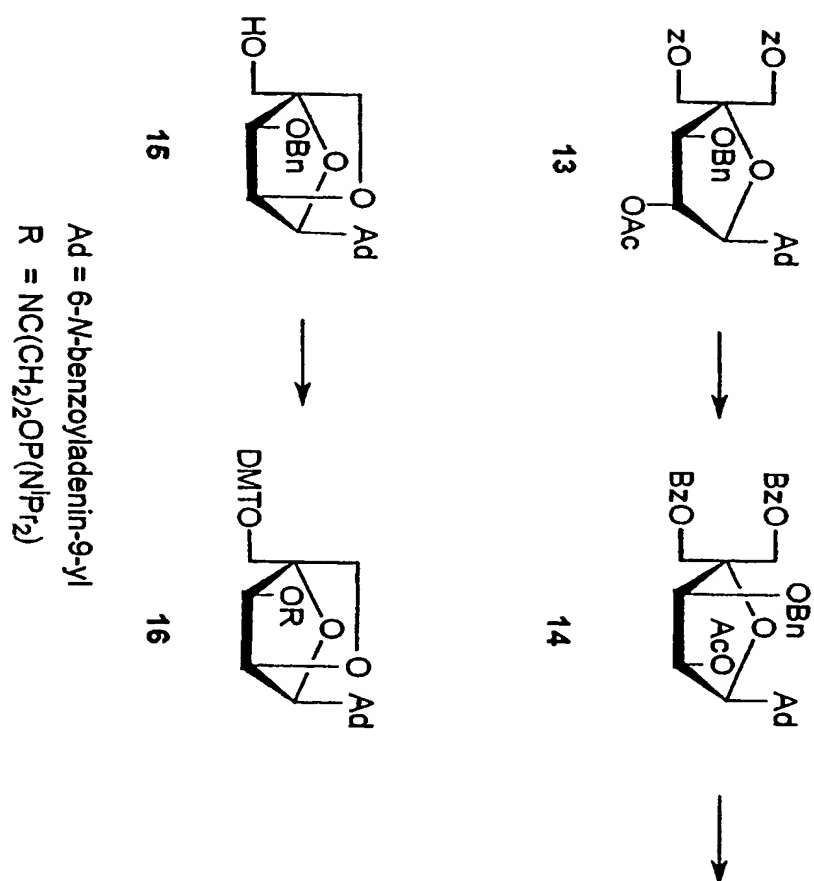 zO
O
Ad
OBn
zO
OAc
13
OBn
BzO
O
Ad
AcO
BzO
14
O
Ad
O
OBn
HO
15
O
Ad
O
OR
DMTO
16
Ad = 6-N-benzoyladenin-9-yl
R = NC(CH₂)₂OP(NⁱPr₂)